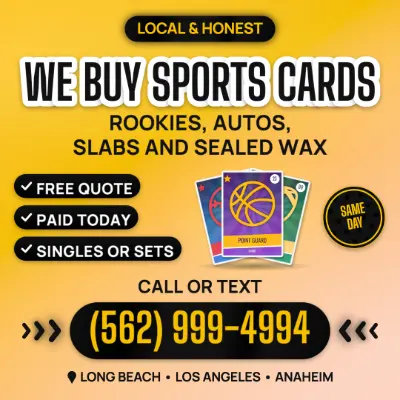 LOCAL & HONEST
WE BUY SPORTS CARDS
ROOKIES, AUTOS,
SLABS AND SEALED WAX
FREE QUOTE
PAID TODAY
SINGLES OR SETS
POINT GUARD
SAME
DAY
CALL OR TEXT
(562) 999-4994
LONG BEACH • LOS ANGELES • ANAHEIM